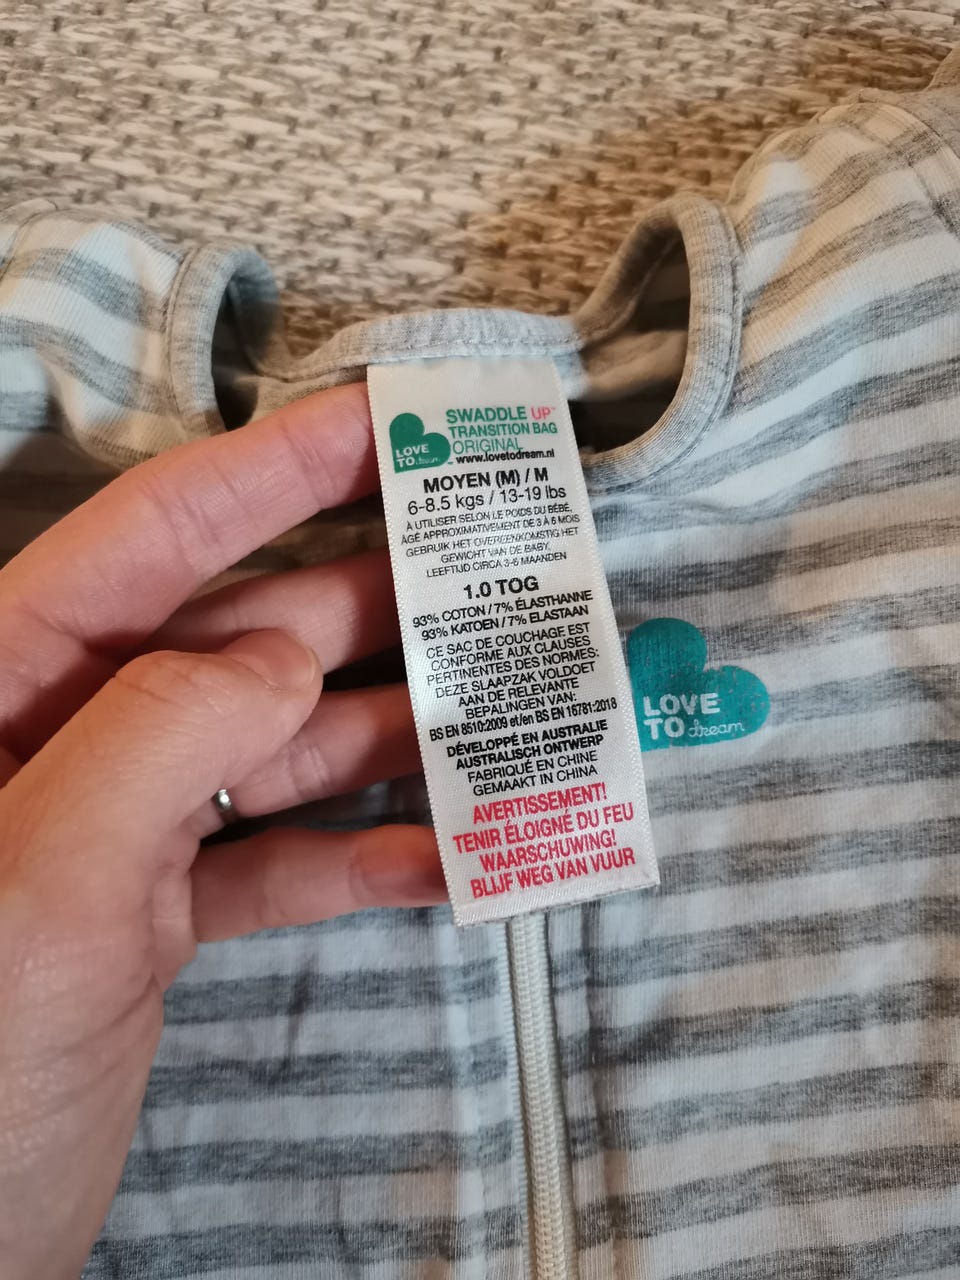 SWADDLE UP™
TRANSITION BAG
ORIGINAL
LOVE
TO dream™
www.lovetodream.nl
MOYEN (M) / M
6-8.5 kgs / 13-19 lbs
À UTILISER SELON LE POIDS DU BÉBÉ,
ÂGÉ APPROXIMATIVEMENT DE 3 À 6 MOIS
GEBRUIK HET OVEREENKOMSTIG HET
GEWICHT VAN DE BABY,
LEEFTIJD CIRCA 3-6 MAANDEN
1.0 TOG
93% COTON / 7% ÉLASTHANNE
93% KATOEN / 7% ELASTAAN
CE SAC DE COUCHAGE EST
CONFORME AUX CLAUSES
PERTINENTES DES NORMES:
DEZE SLAAPZAK VOLDOET
AAN DE RELEVANTE
BEPALINGEN VAN:
BS EN 8510:2009 et/en BS EN 16781:2018
DÉVELOPPÉ EN AUSTRALIE
AUSTRALISCH ONTWERP
FABRIQUÉ EN CHINE
GEMAAKT IN CHINA
AVERTISSEMENT!
TENIR ÉLOIGNÉ DU FEU
WAARSCHUWING!
BLIJF WEG VAN VUUR
LOVE
TO dream